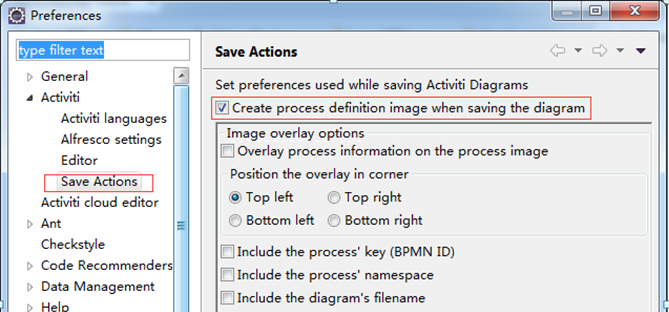 Preferences
type filter text
General
Activiti
Activiti languages
Alfresco settings
Editor
Save Actions
Activiti cloud editor
Ant
Checkstyle
Code Recommenders
Data Management
Help
Save Actions
Set preferences used while saving Activiti Diagrams
Create process definition image when saving the diagram
Image overlay options
Overlay process information on the process image
Position the overlay in corner
Top left Top right
Bottom left Bottom right
Include the process' key (BPMN ID)
Include the process' namespace
Include the diagram's filename